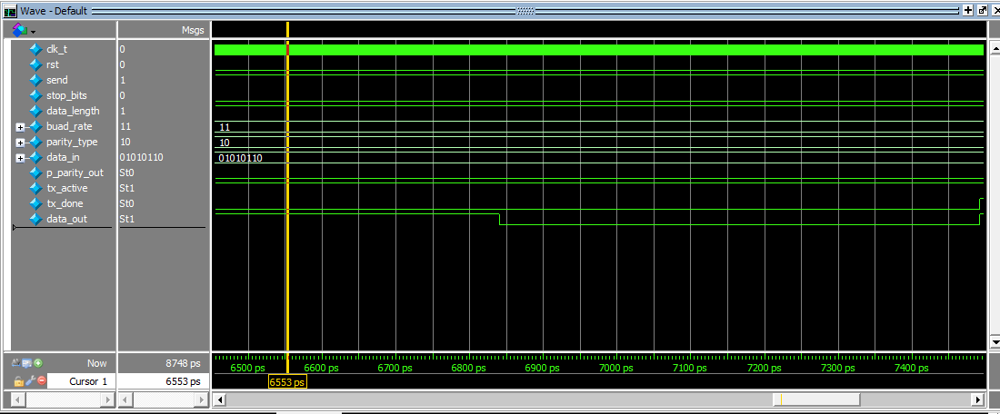 Wave - Default
Msgs
clk_t 0
rst 0
send 1
stop_bits 0
data_length 1
buad_rate 11 11
parity_type 10 10
data_in 01010110 01010110
p_parity_out St0
tx_active St1
tx_done St0
data_out St1
Now 8748 ps 6500 ps 6600 ps 6700 ps 6800 ps 6900 ps 7000 ps 7100 ps 7200 ps 7300 ps 7400 ps
Cursor 1 6553 ps 6553 ps